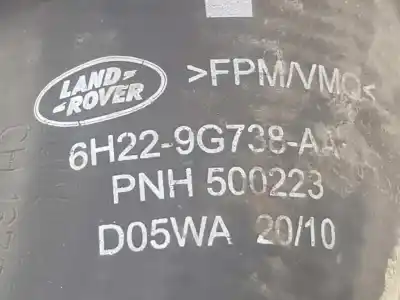 LAND-
ROVER
>FPM/VMQ<
6H22-9G738-AA
PNH 500223
D05WA 20/10